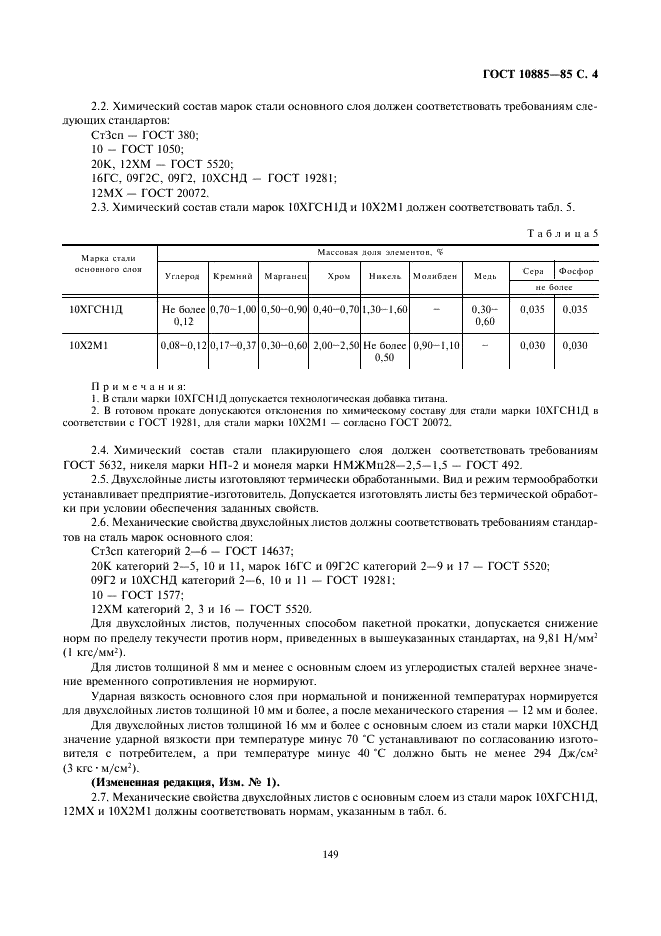 ГОСТ 10885—85 С. 4
2.2. Химический состав марок стали основного слоя должен соответствовать требованиям сле-
дующих стандартов:
Ст3сп — ГОСТ 380;
10 — ГОСТ 1050;
20К, 12ХМ — ГОСТ 5520;
16ГС, 09Г2С, 09Г2, 10ХСНД — ГОСТ 19281;
12МХ — ГОСТ 20072.
2.3. Химический состав стали марок 10ХГСН1Д и 10Х2М1 должен соответствовать табл. 5.
Т а б л и ц а 5
Марка стали
основного слоя
Массовая доля элементов, %
Углерод Кремний Марганец Хром Никель Молибден Медь Сера Фосфор
не более
10ХГСН1Д Не более 0,70—1,00 0,50—0,90 0,40—0,70 1,30—1,60 — 0,30— 0,035 0,035
0,12 0,60
10Х2М1 0,08—0,12 0,17—0,37 0,30—0,60 2,00—2,50 Не более 0,90—1,10 — 0,030 0,030
0,50
П р и м е ч а н и я:
1. В стали марки 10ХГСН1Д допускается технологическая добавка титана.
2. В готовом прокате допускаются отклонения по химическому составу для стали марки 10ХГСН1Д в
соответствии с ГОСТ 19281, для стали марки 10Х2М1 — согласно ГОСТ 20072.
2.4. Химический состав стали плакирующего слоя должен соответствовать требованиям
ГОСТ 5632, никеля марки НП-2 и монеля марки НМЖМц28—2,5—1,5 — ГОСТ 492.
2.5. Двухслойные листы изготовляют термически обработанными. Вид и режим термообработки
устанавливает предприятие-изготовитель. Допускается изготовлять листы без термической обработ-
ки при условии обеспечения заданных свойств.
2.6. Механические свойства двухслойных листов должны соответствовать требованиям стандар-
тов на сталь марок основного слоя:
Ст3сп категорий 2—6 — ГОСТ 14637;
20К категорий 2—5, 10 и 11, марок 16ГС и 09Г2С категорий 2—9 и 17 — ГОСТ 5520;
09Г2 и 10ХСНД категорий 2—6, 10 и 11 — ГОСТ 19281;
10 — ГОСТ 1577;
12ХМ категорий 2, 3 и 16 — ГОСТ 5520.
Для двухслойных листов, полученных способом пакетной прокатки, допускается снижение
норм по пределу текучести против норм, приведенных в вышеуказанных стандартах, на 9,81 Н/мм²
(1 кгс/мм²).
Для листов толщиной 8 мм и менее с основным слоем из углеродистых сталей верхнее значе-
ние временного сопротивления не нормируют.
Ударная вязкость основного слоя при нормальной и пониженной температурах нормируется
для двухслойных листов толщиной 10 мм и более, а после механического старения — 12 мм и более.
Для двухслойных листов толщиной 16 мм и более с основным слоем из стали марки 10ХСНД
значение ударной вязкости при температуре минус 70 °С устанавливают по согласованию изгото-
вителя с потребителем, а при температуре минус 40 °С должно быть не менее 294 Дж/см²
(3 кгс · м/см²).
(Измененная редакция, Изм. № 1).
2.7. Механические свойства двухслойных листов с основным слоем из стали марок 10ХГСН1Д,
12МХ и 10Х2М1 должны соответствовать нормам, указанным в табл. 6.
149